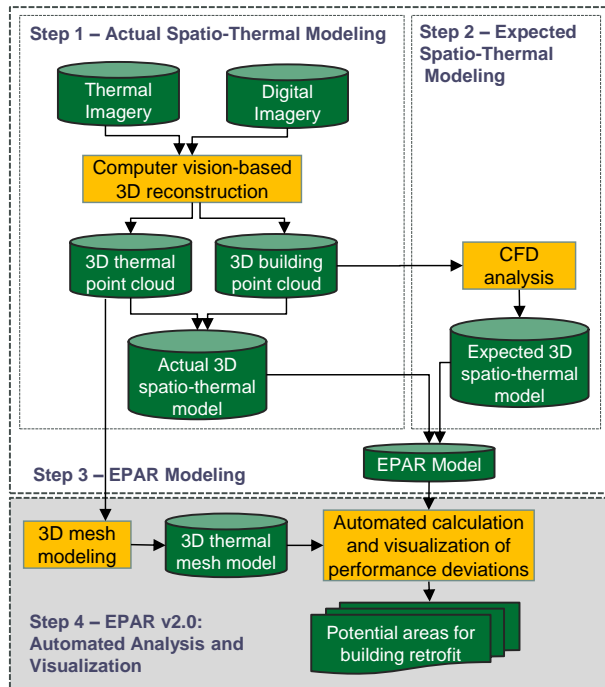 Step 1 – Actual Spatio-Thermal Modeling
Step 2 – Expected
Spatio-Thermal
Modeling
Thermal
Imagery
Digital
Imagery
Computer vision-based
3D reconstruction
3D thermal
point cloud
3D building
point cloud
CFD
analysis
Actual 3D
spatio-thermal
model
Expected 3D
spatio-thermal
model
Step 3 – EPAR Modeling
EPAR Model
3D mesh
modeling
3D thermal
mesh model
Automated calculation
and visualization of
performance deviations
Step 4 – EPAR v2.0:
Automated Analysis and
Visualization
Potential areas for
building retrofit